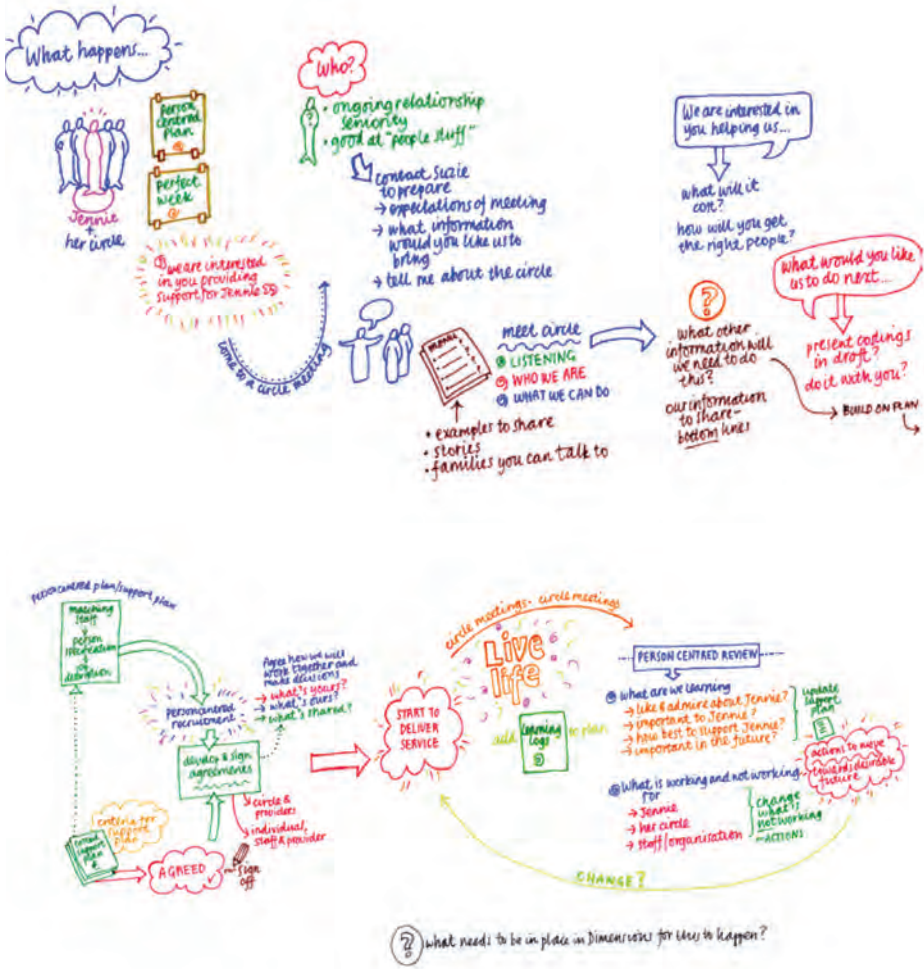 What happens...
Jennie
+
her circle
Person
centred
plan
perfect
week
we are interested
in you providing
support for Jennie SS
come to a circle meeting
Who?
• ongoing relationship
seniority
• good at "people stuff"
contact Suzie
to prepare
→ expectations of meeting
→ what information
would you like us to
bring
→ tell me about the circle
meet circle
LISTENING
WHO WE ARE
WHAT WE CAN DO
• examples to share
• stories
• families you can talk to
We are interested in
you helping us...
what will it
cost?
how will you get
the right people?
?
what other
information will
we need to do
this?
our information
to share-
bottom lines
What would you like
us to do next...
present costings
in draft?
do it with you?
→ BUILD ON PLAN
person centred plan/support plan
matching
staff
person
specification
job
description
Person centred
recruitment
Agree how we will
work together and
make decisions
→ what's yours?
→ what's ours?
→ what's shared?
develop & sign
agreements
→ circle &
providers
→ individual,
staff & provider
criteria for
support
plan
support
plan
AGREED
sign
off
START TO
DELIVER
SERVICE
circle meetings · circle meetings
Live
life
add
Learning
logs
to plan
PERSON CENTRED REVIEW
What are we learning
→ like & admire about Jennie?
→ important to Jennie?
→ how best to support Jennie?
→ important in the future?
update
support
plan
What is working and not working
for
→ Jennie
→ her circle
→ staff/organisation
change
what's
not working
ACTIONS
actions to move
towards desirable
future
CHANGE?
? what needs to be in place in Dimensions for this to happen?